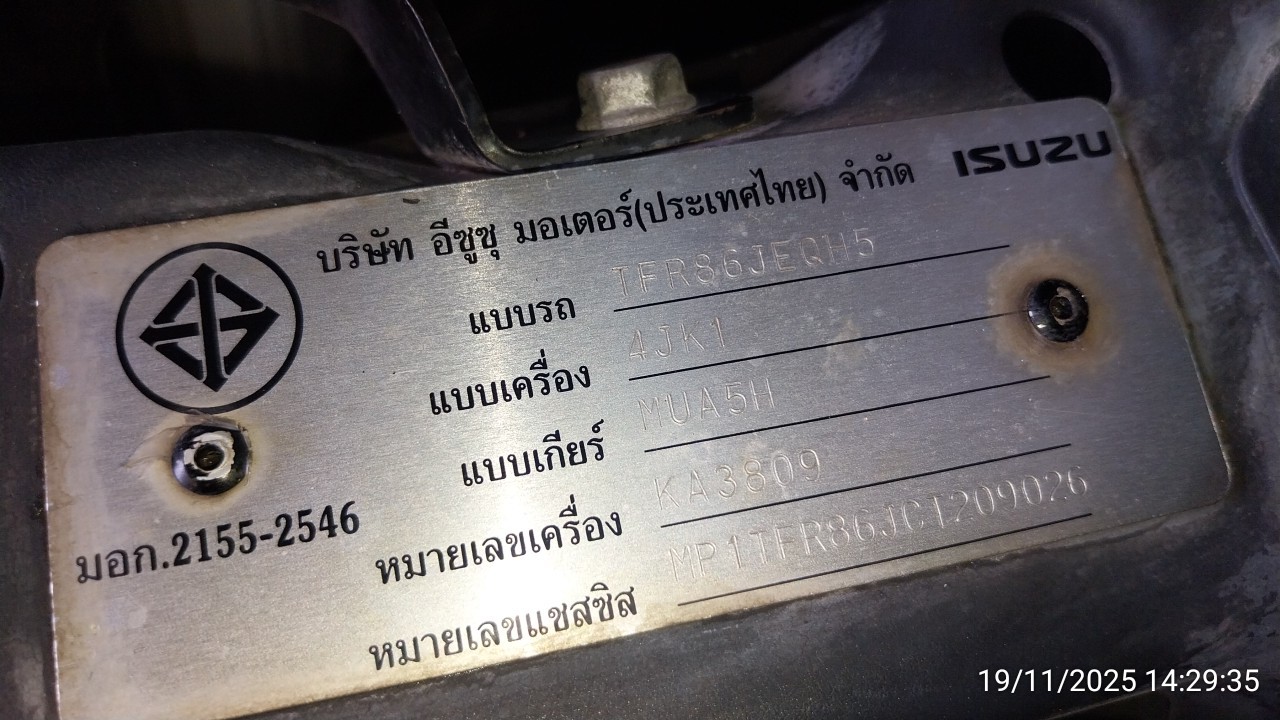 ISUZU
บริษัท อีซูซุ มอเตอร์(ประเทศไทย) จำกัด
แบบรถ TFR86JEQH5
แบบเครื่อง 4JK1
แบบเกียร์ MUA5H
หมายเลขเครื่อง KA3809
หมายเลขแชสซิส MP1TFR86JCT209026
มอก.2155-2546
19/11/2025 14:29:35